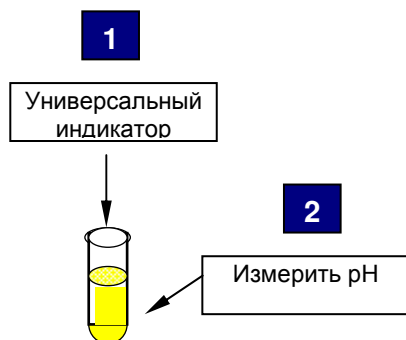 1
Универсальный
индикатор
2
Измерить pH